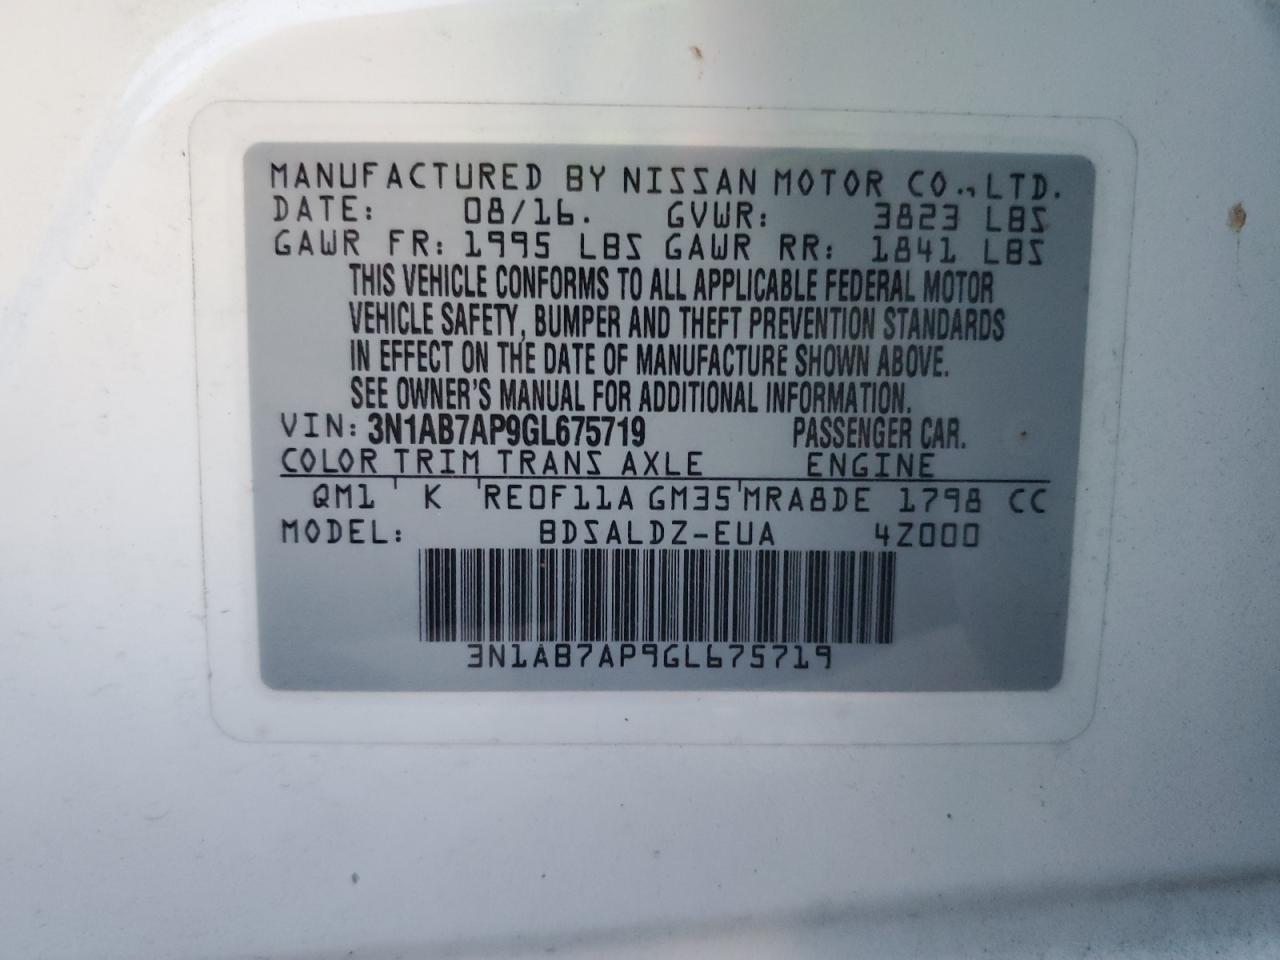 MANUFACTURED BY NISSAN MOTOR CO., LTD.
DATE: 08/16. GVWR: 3823 LBS
GAWR FR: 1995 LBS GAWR RR: 1841 LBS
THIS VEHICLE CONFORMS TO ALL APPLICABLE FEDERAL MOTOR
VEHICLE SAFETY, BUMPER AND THEFT PREVENTION STANDARDS
IN EFFECT ON THE DATE OF MANUFACTURE SHOWN ABOVE.
SEE OWNER'S MANUAL FOR ADDITIONAL INFORMATION.
VIN: 3N1AB7AP9GL675719 PASSENGER CAR.
COLOR TRIM TRANS AXLE ENGINE
QM1 K RE0F11A GM35 MRA8DE 1798 CC
MODEL: BDSALDZ-EUA 4Z000
3N1AB7AP9GL675719